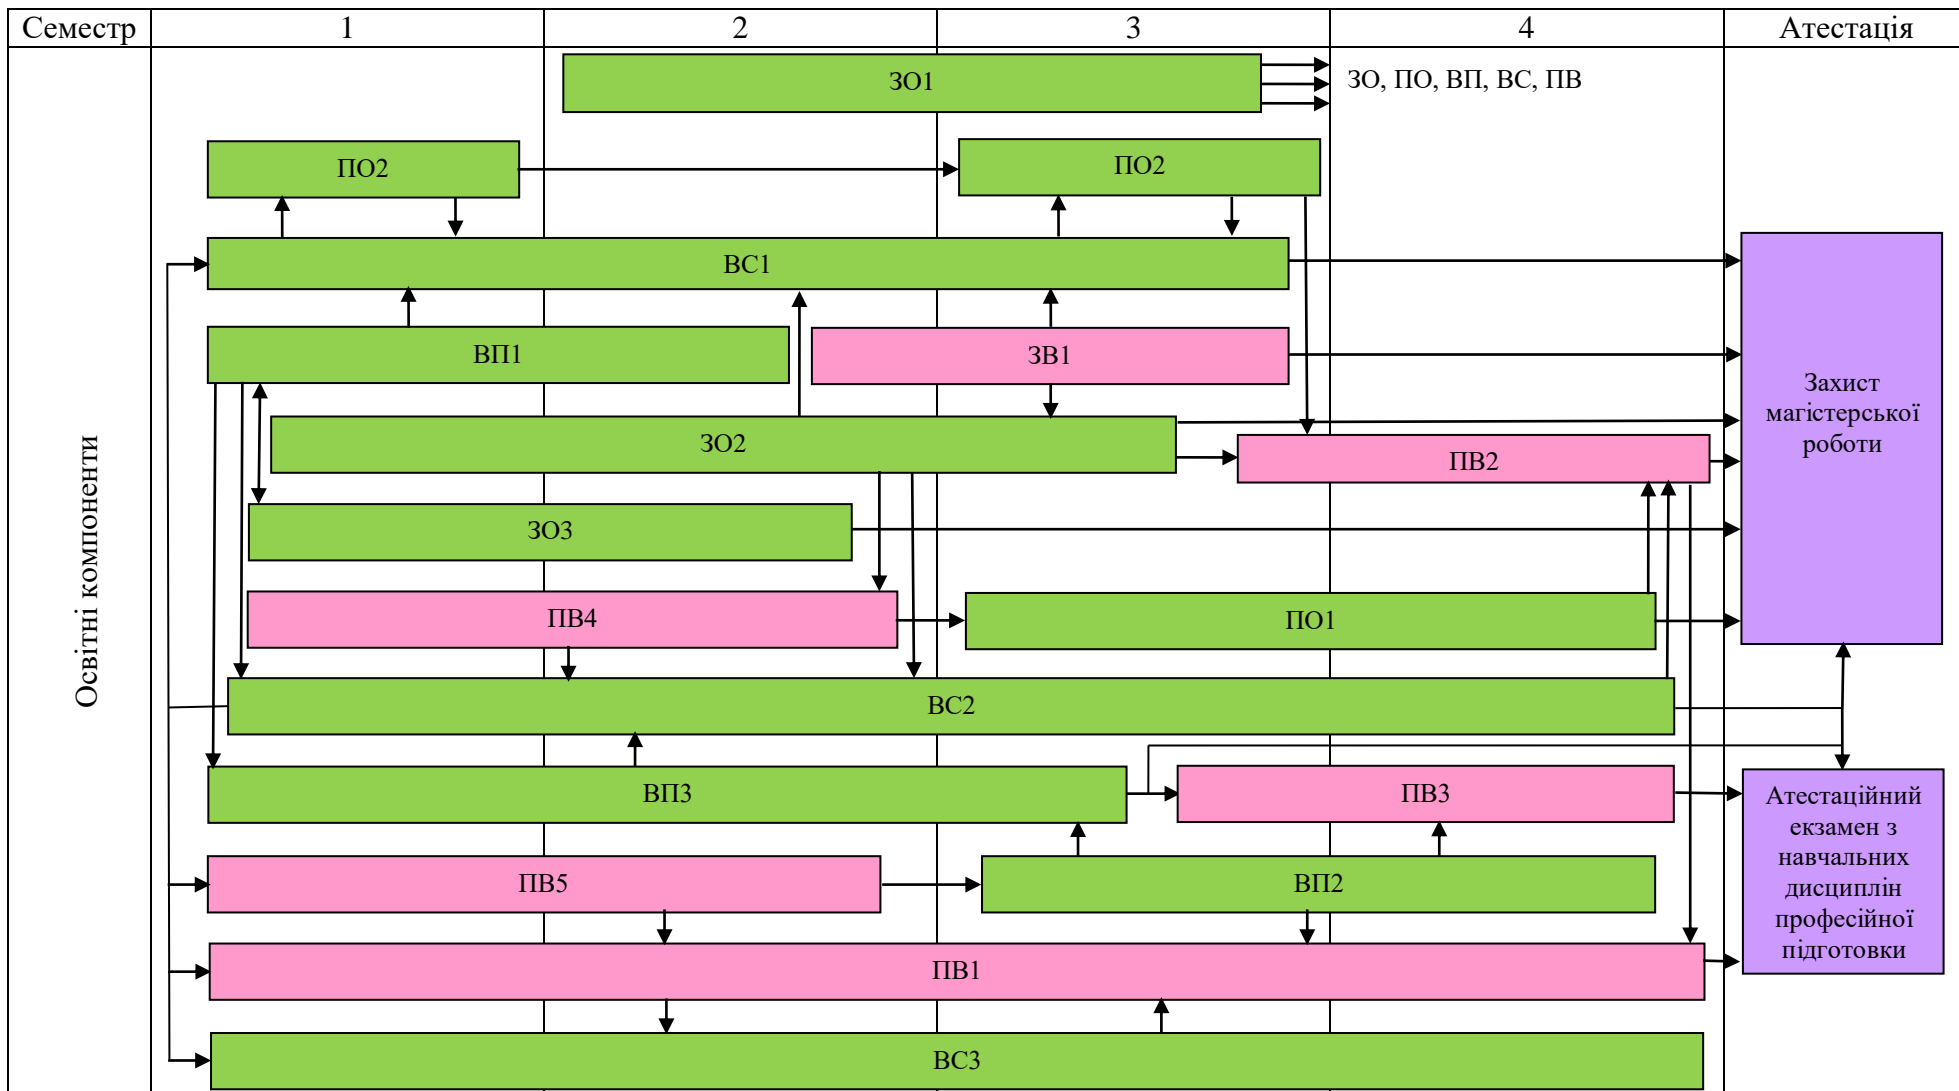 Семестр 1 2 3 4 Атестація
ЗО1
ЗО, ПО, ВП, ВС, ПВ
ПО2
ПО2
ВС1
ВП1
ЗВ1
Захист
магістерської
роботи
ЗО2
ПВ2
Освітні компоненти
ЗО3
ПВ4
ПО1
ВС2
ВП3
ПВ3
Атестаційний
екзамен з
навчальних
дисциплін
професійної
підготовки
ПВ5
ВП2
ПВ1
ВС3